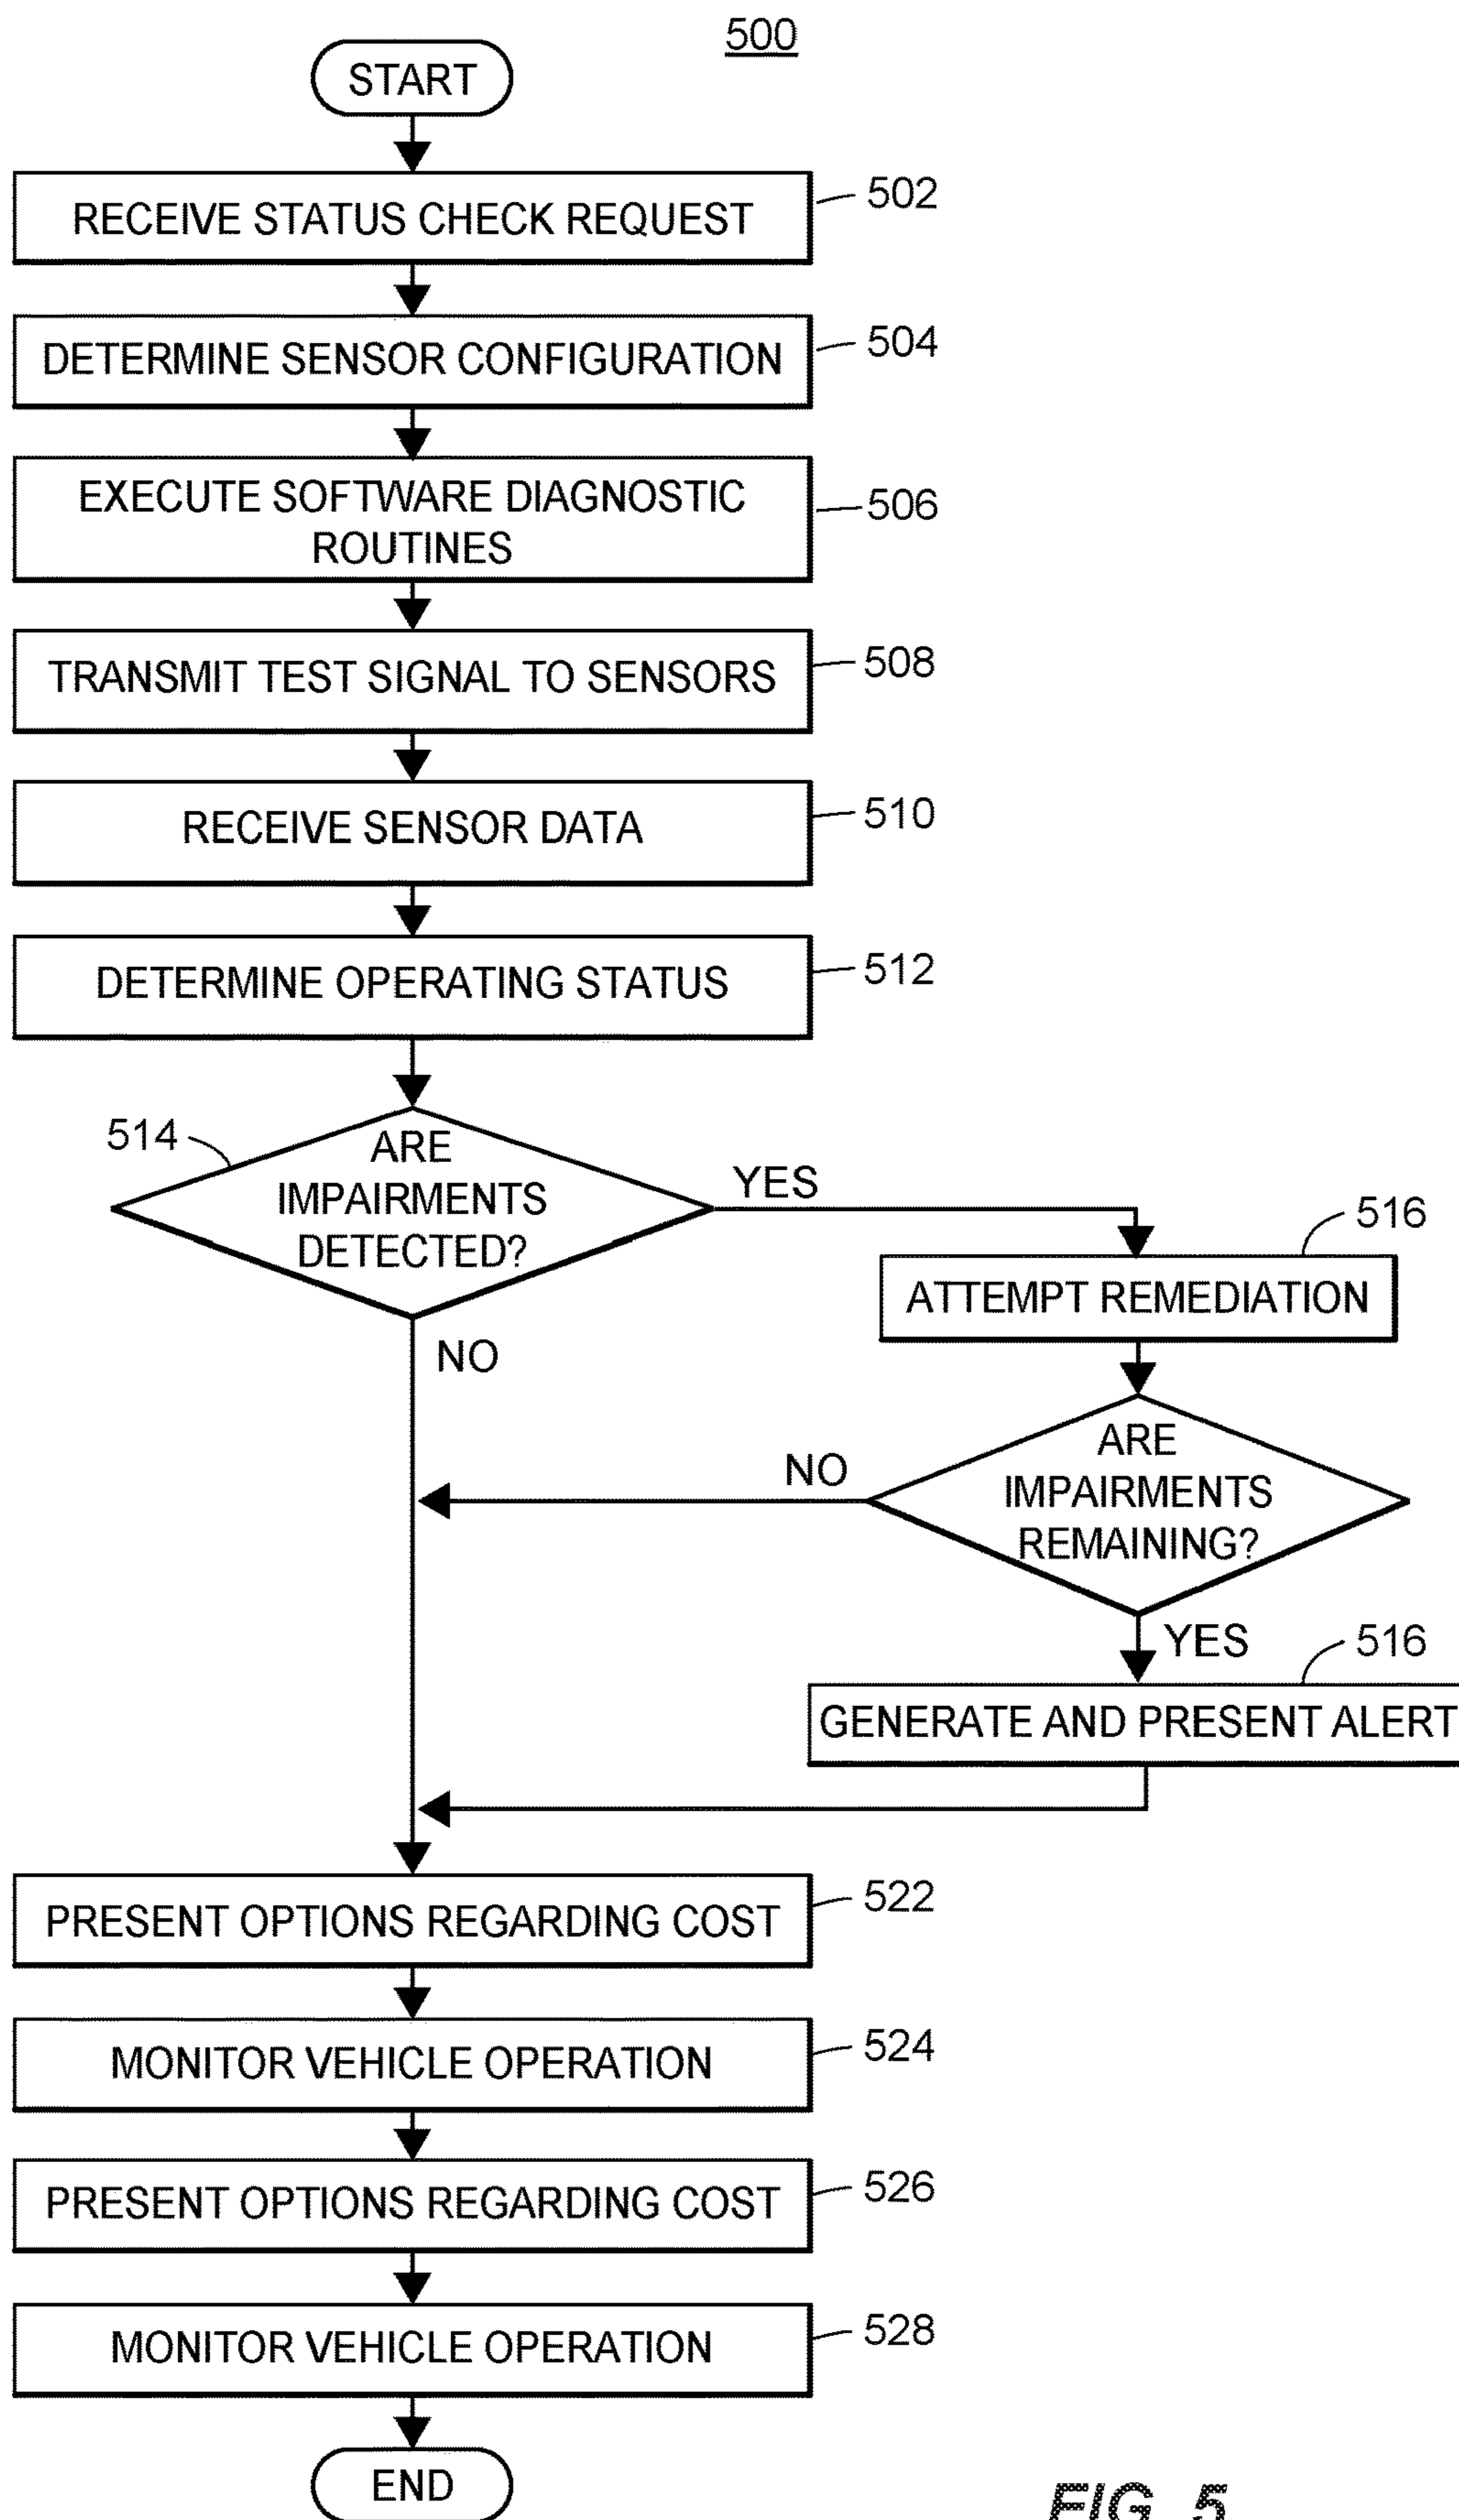 500
START
RECEIVE STATUS CHECK REQUEST
502
DETERMINE SENSOR CONFIGURATION
504
EXECUTE SOFTWARE DIAGNOSTIC
ROUTINES
506
TRANSMIT TEST SIGNAL TO SENSORS
508
RECEIVE SENSOR DATA
510
DETERMINE OPERATING STATUS
512
514
ARE
IMPAIRMENTS
DETECTED?
YES
NO
516
ATTEMPT REMEDIATION
ARE
IMPAIRMENTS
REMAINING?
NO
YES
516
GENERATE AND PRESENT ALERT
PRESENT OPTIONS REGARDING COST
522
MONITOR VEHICLE OPERATION
524
PRESENT OPTIONS REGARDING COST
526
MONITOR VEHICLE OPERATION
528
END
FIG. 5